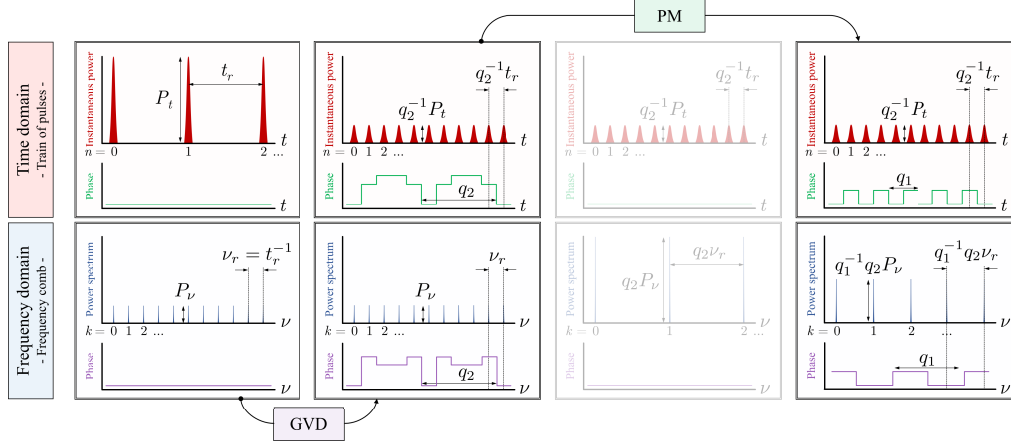 PM
Time domain
- Train of pulses -
Instantaneous power
P_t
t_r
t
n = 0 1 2 ...
Phase
t
Instantaneous power
q_2^{-1} t_r
q_2^{-1} P_t
t
n = 0 1 2 ...
Phase
q_2
t
Instantaneous power
q_2^{-1} t_r
q_2^{-1} P_t
t
n = 0 1 2 ...
Phase
t
Instantaneous power
q_2^{-1} t_r
q_2^{-1} P_t
t
n = 0 1 2 ...
Phase
q_1
t
Frequency domain
- Frequency comb -
Power spectrum
ν_r = t_r^{-1}
P_ν
ν
k = 0 1 2 ...
Phase
ν
Power spectrum
ν_r
P_ν
ν
k = 0 1 2 ...
Phase
q_2
ν
Power spectrum
q_2 ν_r
q_2 P_ν
ν
k = 0 1 2 ...
Phase
ν
Power spectrum
q_1^{-1} q_2 P_ν
q_1^{-1} q_2 ν_r
ν
k = 0 1 2 ...
Phase
q_1
ν
GVD